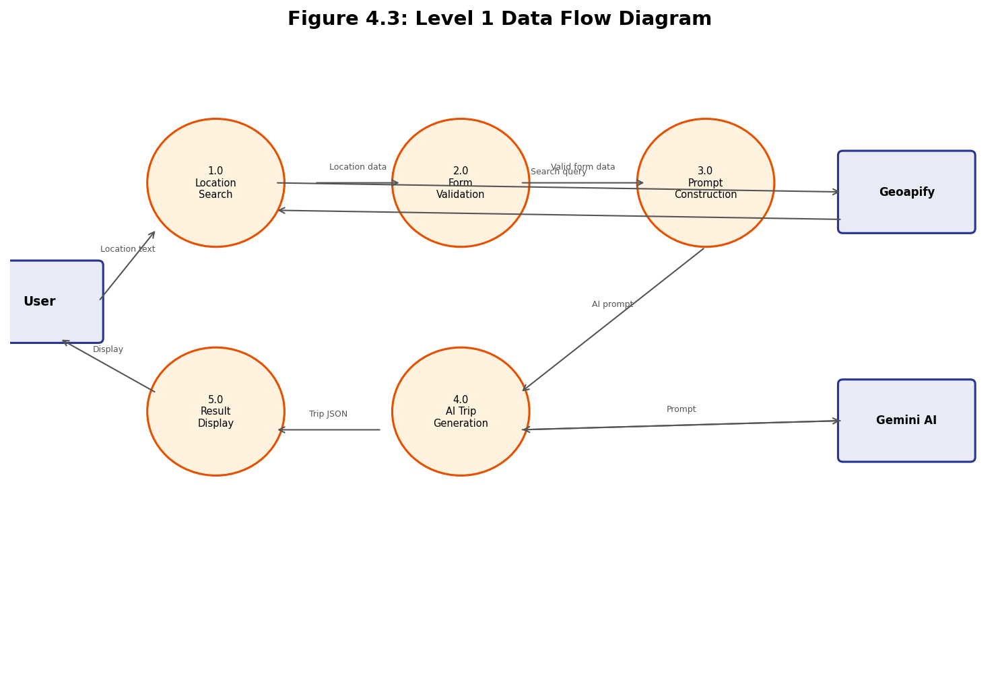 Figure 4.3: Level 1 Data Flow Diagram
1.0
Location
Search
Location data
2.0
Form
Validation
Search query
Valid form data
3.0
Prompt
Construction
Geoapify
Location text
User
AI prompt
Display
5.0
Result
Display
Trip JSON
4.0
AI Trip
Generation
Prompt
Gemini AI